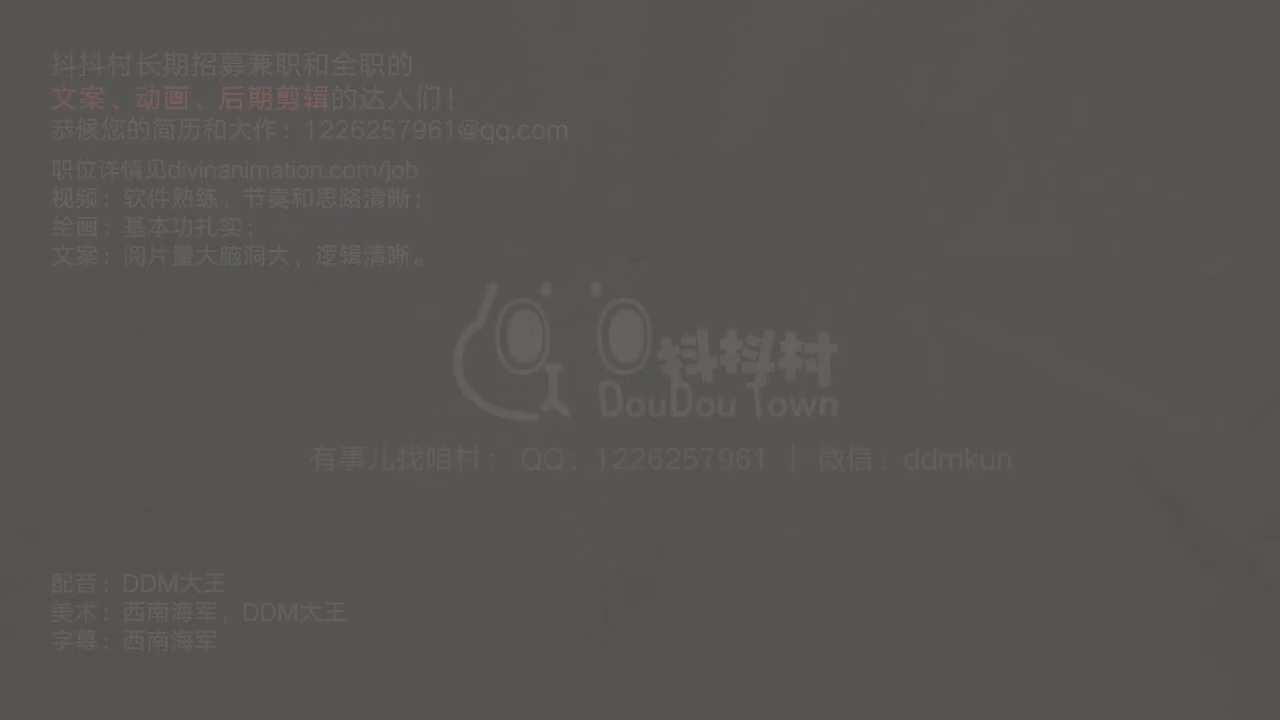 抖抖村长期招募兼职和全职的
文案、动画、后期剪辑的达人们！
恭候您的简历和大作：1226257961@qq.com
职位详情见divinanimation.com/job
视频：软件熟练，节奏和思路清晰；
绘画：基本功扎实；
文案：阅片量大脑洞大，逻辑清晰。
抖抖村
DouDou Town
有事儿找咱村： QQ：1226257961 | 微信：ddmkun
配音：DDM大王
美术：西南海军，DDM大王
字幕：西南海军